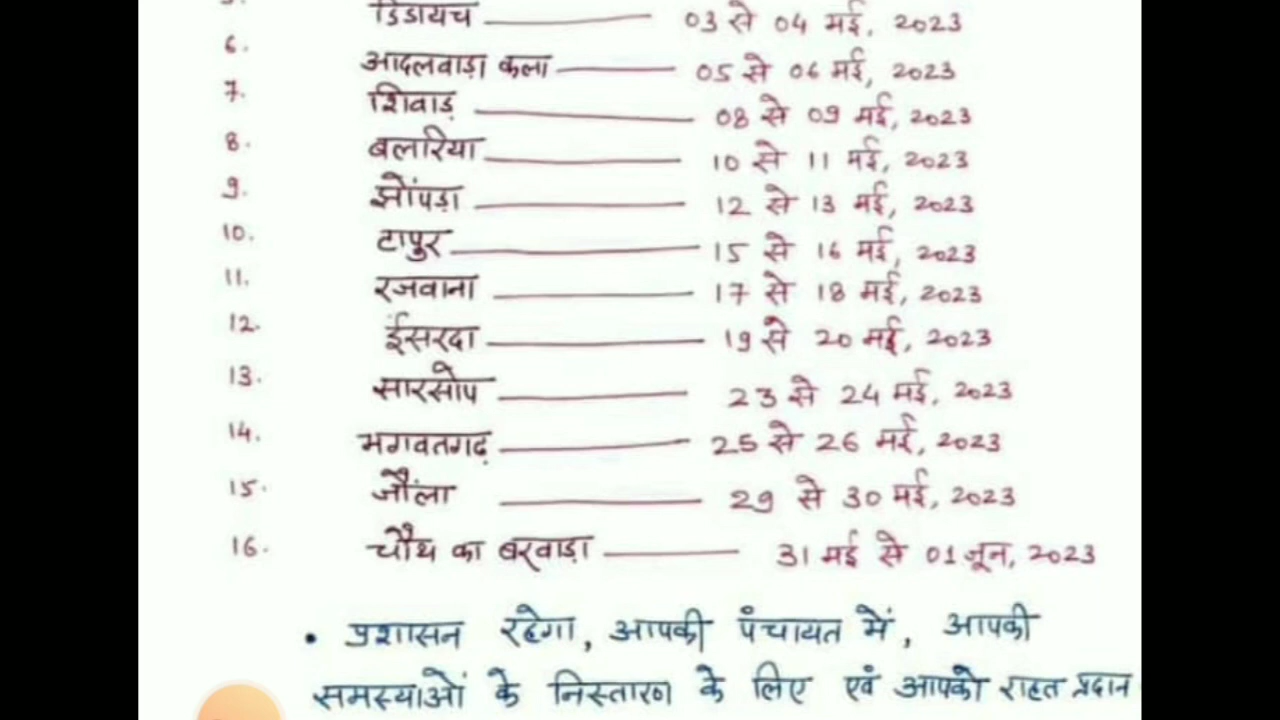 डिडायच 03 से 04 मई, 2023
6. आदलवाड़ा कला 05 से 06 मई, 2023
7. शिवाड़ 08 से 09 मई, 2023
8. बलारिया 10 से 11 मई, 2023
9. झोंपड़ा 12 से 13 मई, 2023
10. टापुर 15 से 16 मई, 2023
11. रजवाना 17 से 18 मई, 2023
12. ईसरदा 19 से 20 मई, 2023
13. सारसोप 23 से 24 मई, 2023
14. भगवतगढ़ 25 से 26 मई, 2023
15. जौंला 29 से 30 मई, 2023
16. चौथ का बरवाड़ा 31 मई से 01 जून, 2023
• प्रशासन रहेगा, आपकी पंचायत में, आपकी
समस्याओं के निस्तारण के लिए एवं आपको राहत प्रदान